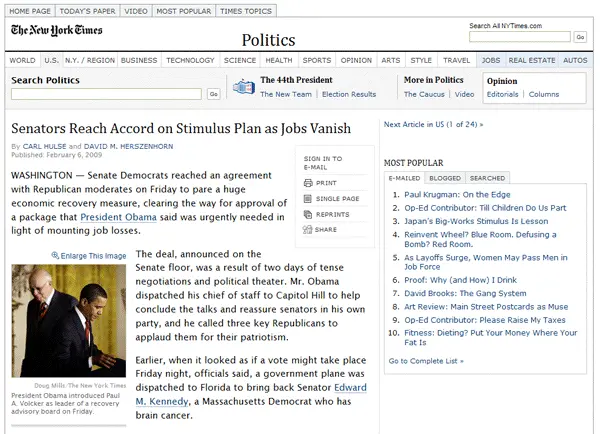 HOME PAGE TODAY'S PAPER VIDEO MOST POPULAR TIMES TOPICS
The New York Times
Politics
Search All NYTimes.com
Go
WORLD U.S. N.Y. / REGION BUSINESS TECHNOLOGY SCIENCE HEALTH SPORTS OPINION ARTS STYLE TRAVEL JOBS REAL ESTATE AUTOS
Search Politics
Go
The 44th President
The New Team Election Results
More in Politics
The Caucus Video
Opinion
Editorials Columns
Senators Reach Accord on Stimulus Plan as Jobs Vanish
By CARL HULSE and DAVID M. HERSZENHORN
Published: February 6, 2009
WASHINGTON — Senate Democrats reached an agreement
with Republican moderates on Friday to pare a huge
economic recovery measure, clearing the way for approval
of a package that President Obama said was urgently needed in
light of mounting job losses.
SIGN IN TO
E-MAIL
PRINT
SINGLE PAGE
REPRINTS
SHARE
Enlarge This Image
Doug Mills/The New York Times
President Obama introduced Paul
A. Volcker as leader of a recovery
advisory board on Friday.
The deal, announced on the
Senate floor, was a result of two days of tense
negotiations and political theater. Mr. Obama
dispatched his chief of staff to Capitol Hill to help
conclude the talks and reassure senators in his own
party, and he called three key Republicans to
applaud them for their patriotism.
Earlier, when it looked as if a vote might take place
Friday night, officials said, a government plane was
dispatched to Florida to bring back Senator Edward
M. Kennedy, a Massachusetts Democrat who has
brain cancer.
Next Article in US (1 of 24) »
MOST POPULAR
E-MAILED BLOGGED SEARCHED
1. Paul Krugman: On the Edge
2. Op-Ed Contributor: Till Children Do Us Part
3. Japan's Big-Works Stimulus Is Lesson
4. Reinvent Wheel? Blue Room. Defusing a
Bomb? Red Room.
5. As Layoffs Surge, Women May Pass Men in
Job Force
6. Proof: Why (and How) I Drink
7. David Brooks: The Gang System
8. Art Review: Main Street Postcards as Muse
9. Op-Ed Contributor: Please Raise My Taxes
10. Fitness: Dieting? Put Your Money Where Your
Fat Is
Go to Complete List »